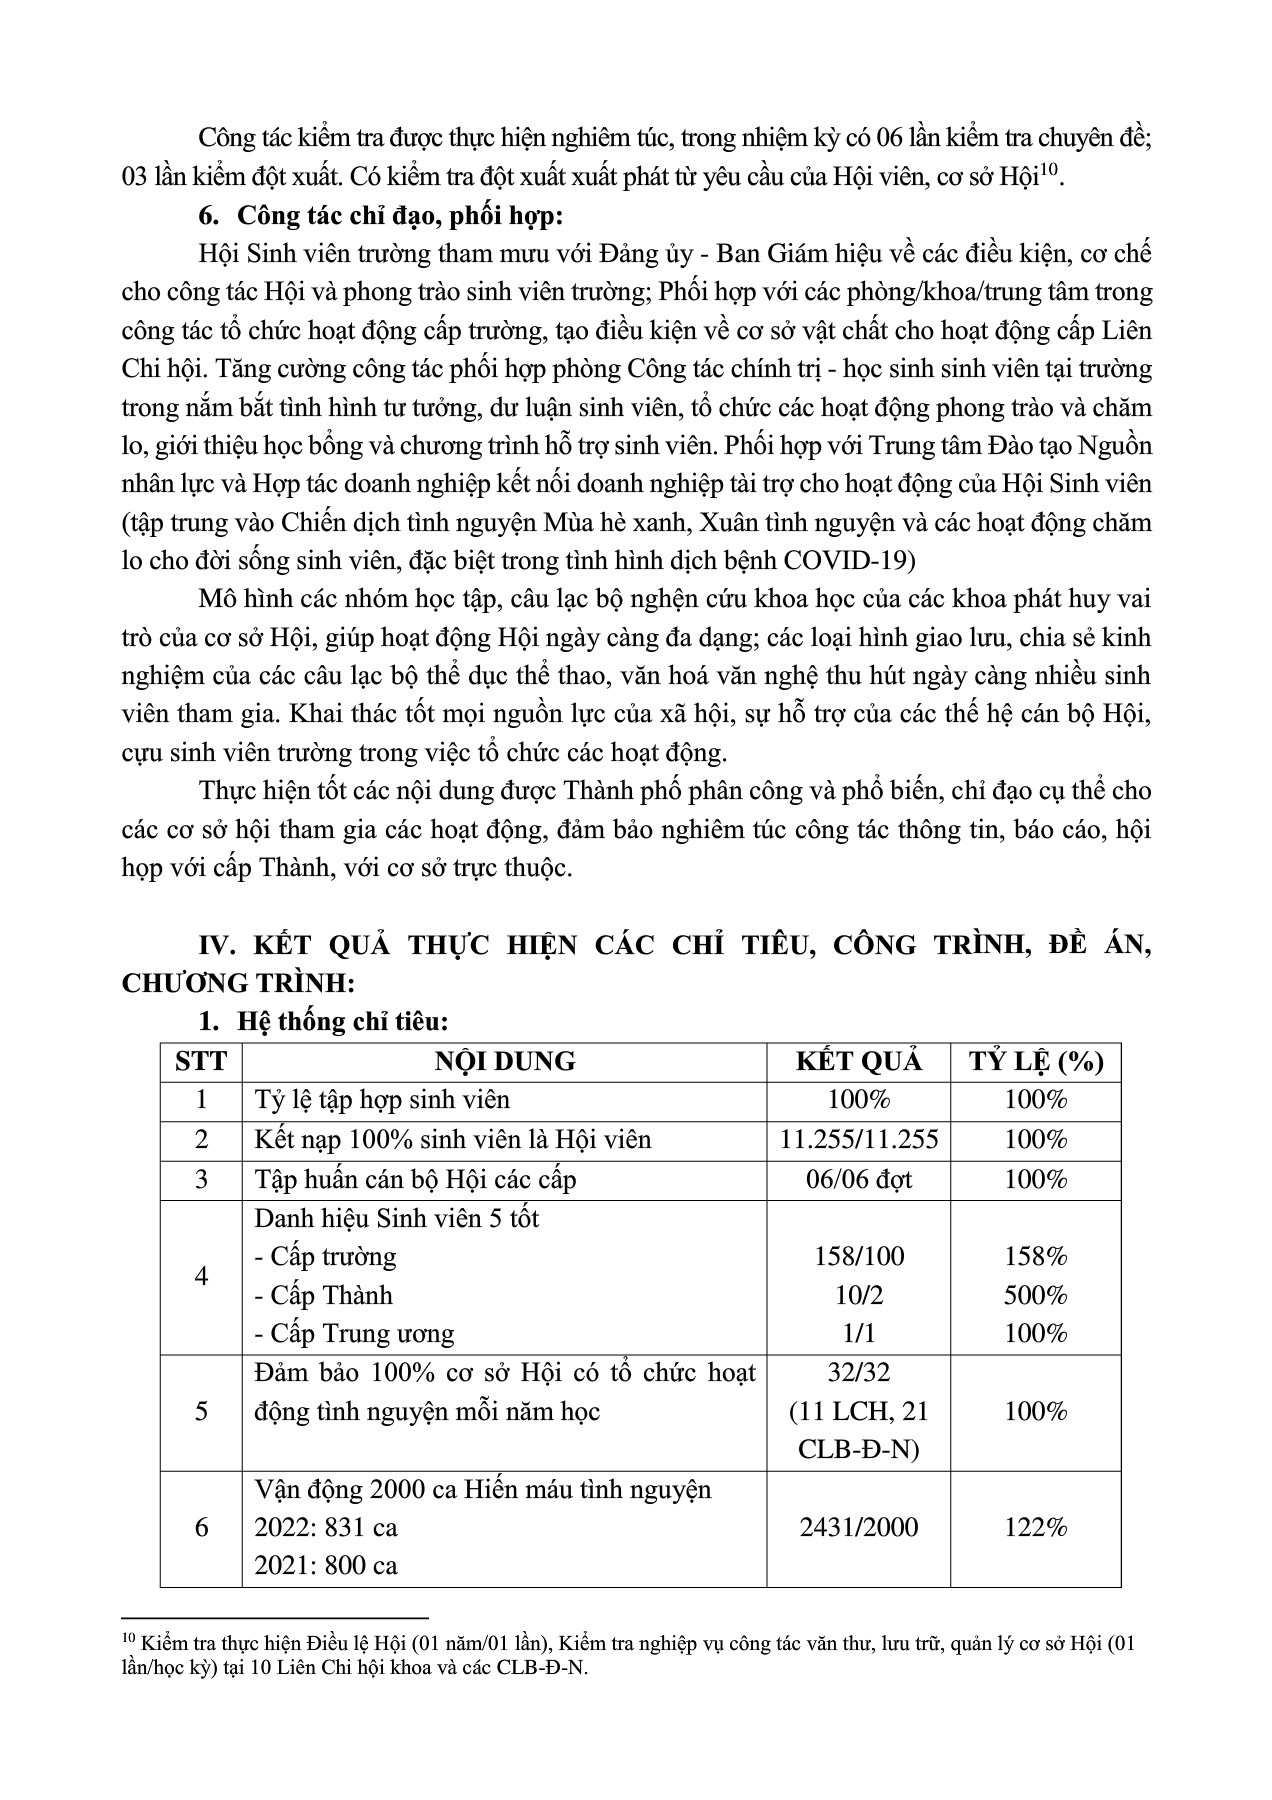 Công tác kiểm tra được thực hiện nghiêm túc, trong nhiệm kỳ có 06 lần kiểm tra chuyên đề;
03 lần kiểm đột xuất. Có kiểm tra đột xuất xuất phát từ yêu cầu của Hội viên, cơ sở Hội10.
6. Công tác chỉ đạo, phối hợp:
Hội Sinh viên trường tham mưu với Đảng ủy - Ban Giám hiệu về các điều kiện, cơ chế
cho công tác Hội và phong trào sinh viên trường; Phối hợp với các phòng/khoa/trung tâm trong
công tác tổ chức hoạt động cấp trường, tạo điều kiện về cơ sở vật chất cho hoạt động cấp Liên
Chi hội. Tăng cường công tác phối hợp phòng Công tác chính trị - học sinh sinh viên tại trường
trong nắm bắt tình hình tư tưởng, dư luận sinh viên, tổ chức các hoạt động phong trào và chăm
lo, giới thiệu học bổng và chương trình hỗ trợ sinh viên. Phối hợp với Trung tâm Đào tạo Nguồn
nhân lực và Hợp tác doanh nghiệp kết nối doanh nghiệp tài trợ cho hoạt động của Hội Sinh viên
(tập trung vào Chiến dịch tình nguyện Mùa hè xanh, Xuân tình nguyện và các hoạt động chăm
lo cho đời sống sinh viên, đặc biệt trong tình hình dịch bệnh COVID-19)
Mô hình các nhóm học tập, câu lạc bộ nghện cứu khoa học của các khoa phát huy vai
trò của cơ sở Hội, giúp hoạt động Hội ngày càng đa dạng; các loại hình giao lưu, chia sẻ kinh
nghiệm của các câu lạc bộ thể dục thể thao, văn hoá văn nghệ thu hút ngày càng nhiều sinh
viên tham gia. Khai thác tốt mọi nguồn lực của xã hội, sự hỗ trợ của các thế hệ cán bộ Hội,
cựu sinh viên trường trong việc tổ chức các hoạt động.
Thực hiện tốt các nội dung được Thành phố phân công và phổ biến, chỉ đạo cụ thể cho
các cơ sở hội tham gia các hoạt động, đảm bảo nghiêm túc công tác thông tin, báo cáo, hội
họp với cấp Thành, với cơ sở trực thuộc.
IV. KẾT QUẢ THỰC HIỆN CÁC CHỈ TIÊU, CÔNG TRÌNH, ĐỀ ÁN,
CHƯƠNG TRÌNH:
1. Hệ thống chỉ tiêu:
STT NỘI DUNG KẾT QUẢ TỶ LỆ (%)
1 Tỷ lệ tập hợp sinh viên 100% 100%
2 Kết nạp 100% sinh viên là Hội viên 11.255/11.255 100%
3 Tập huấn cán bộ Hội các cấp 06/06 đợt 100%
4 Danh hiệu Sinh viên 5 tốt
- Cấp trường 158/100 158%
- Cấp Thành 10/2 500%
- Cấp Trung ương 1/1 100%
5 Đảm bảo 100% cơ sở Hội có tổ chức hoạt 32/32
động tình nguyện mỗi năm học (11 LCH, 21 100%
CLB-Đ-N)
6 Vận động 2000 ca Hiến máu tình nguyện
2022: 831 ca 2431/2000 122%
2021: 800 ca
10 Kiểm tra thực hiện Điều lệ Hội (01 năm/01 lần), Kiểm tra nghiệp vụ công tác văn thư, lưu trữ, quản lý cơ sở Hội (01
lần/học kỳ) tại 10 Liên Chi hội khoa và các CLB-Đ-N.